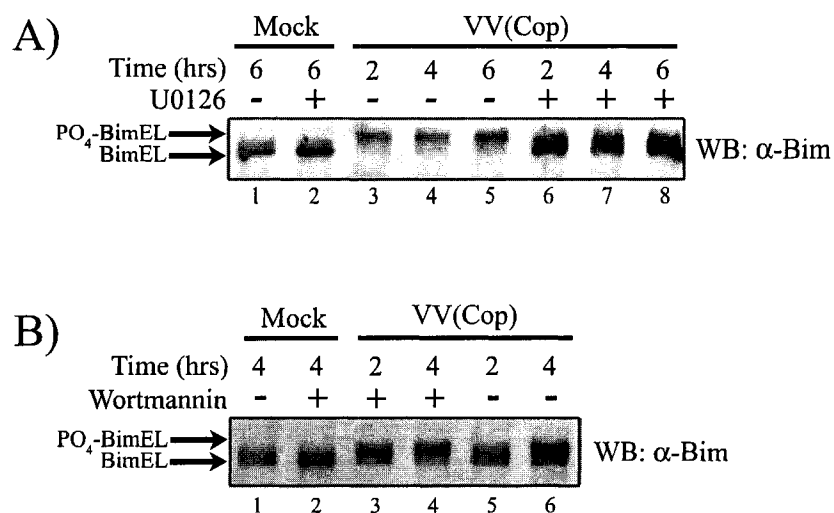 A)
Mock VV(Cop)
Time (hrs) 6 6 2 4 6 2 4 6
U0126 - + - - - + + +
PO4-BimEL
BimEL
WB: α-Bim
1 2 3 4 5 6 7 8
B)
Mock VV(Cop)
Time (hrs) 4 4 2 4 2 4
Wortmannin - + + + - -
PO4-BimEL
BimEL
WB: α-Bim
1 2 3 4 5 6